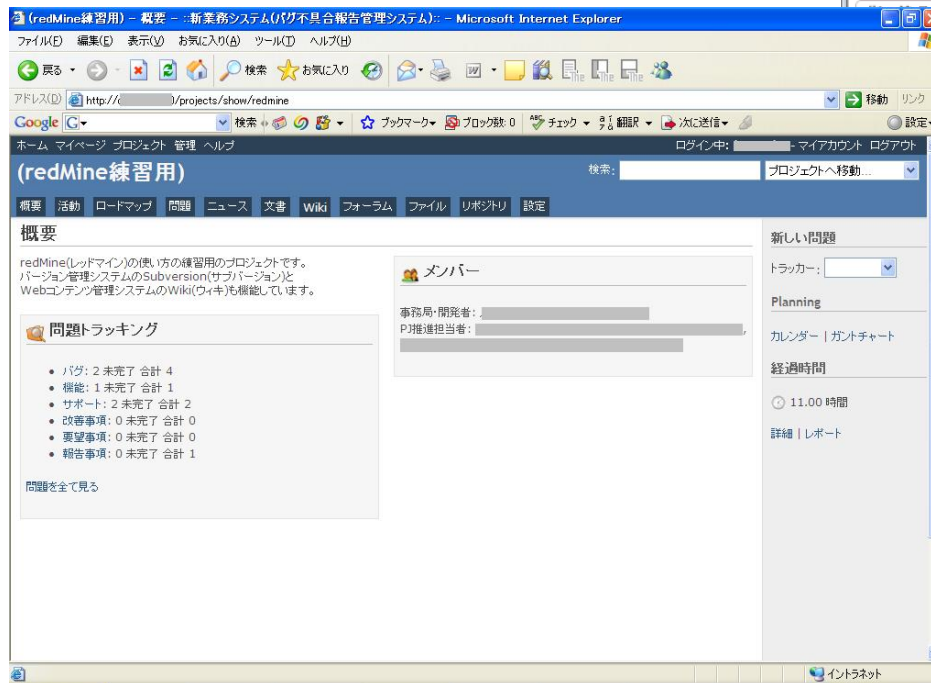 (redMine練習用) - 概要 - ::新業務システム(バグ不具合報告管理システム):: - Microsoft Internet Explorer
ファイル(F) 編集(E) 表示(V) お気に入り(A) ツール(T) ヘルプ(H)
戻る 検索 お気に入り
アドレス(D) http:// /projects/show/redmine 移動 リンク
Google 検索 ブックマーク ブロック数: 0 チェック 翻訳 次に送信 設定
ホーム マイページ プロジェクト 管理 ヘルプ ログイン中: - マイアカウント ログアウト
(redMine練習用) 検索: プロジェクトへ移動...
概要 活動 ロードマップ 問題 ニュース 文書 Wiki フォーラム ファイル リポジトリ 設定
概要
redMine(レッドマイン)の使い方の練習用のプロジェクトです。
バージョン管理システムのSubversion(サブバージョン)と
Webコンテンツ管理システムのWiki(ウィキ)も機能しています。
問題トラッキング
バグ: 2 未完了 合計 4
機能: 1 未完了 合計 1
サポート: 2 未完了 合計 2
改善事項: 0 未完了 合計 0
要望事項: 0 未完了 合計 0
報告事項: 0 未完了 合計 1
問題を全て見る
メンバー
事務局・開発者:
PJ推進担当者:
新しい問題
トラッカー:
Planning
カレンダー | ガントチャート
経過時間
11.00 時間
詳細 | レポート
イントラネット